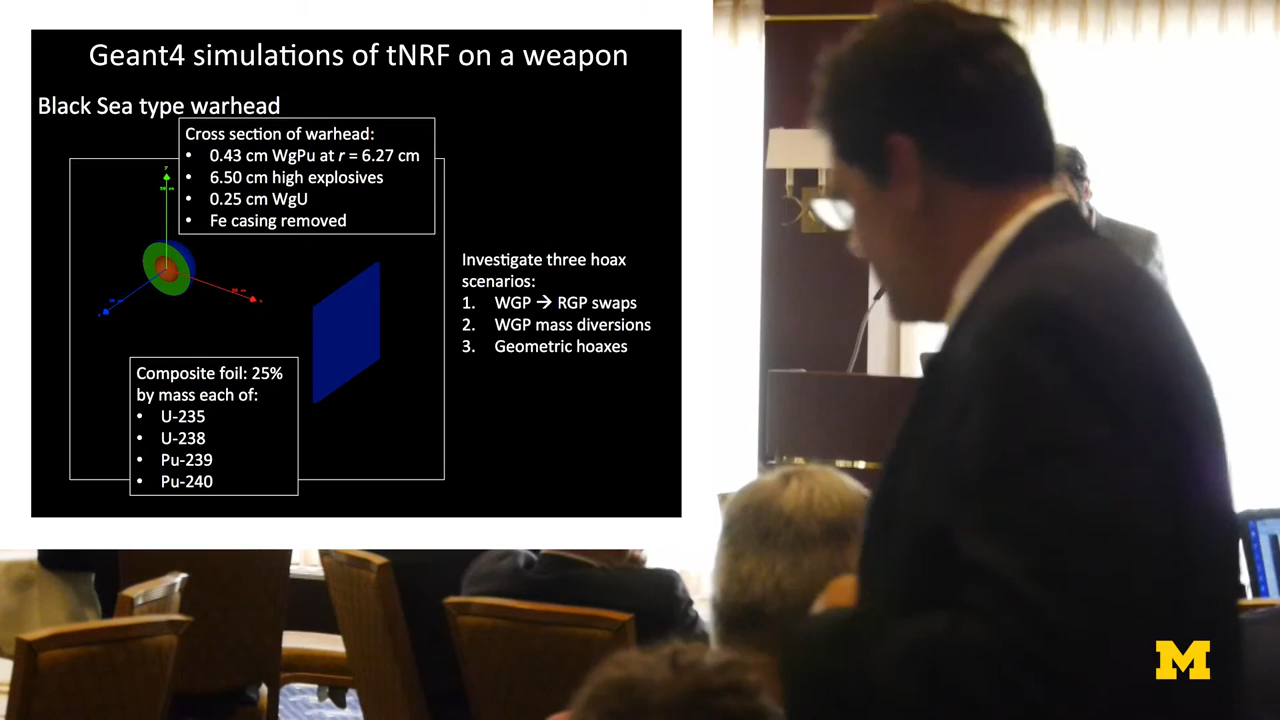 Geant4 simulations of tNRF on a weapon
Black Sea type warhead
Cross section of warhead:
• 0.43 cm WgPu at r = 6.27 cm
• 6.50 cm high explosives
• 0.25 cm WgU
• Fe casing removed
Investigate three hoax
scenarios:
1. WGP → RGP swaps
2. WGP mass diversions
3. Geometric hoaxes
Composite foil: 25%
by mass each of:
• U-235
• U-238
• Pu-239
• Pu-240
M